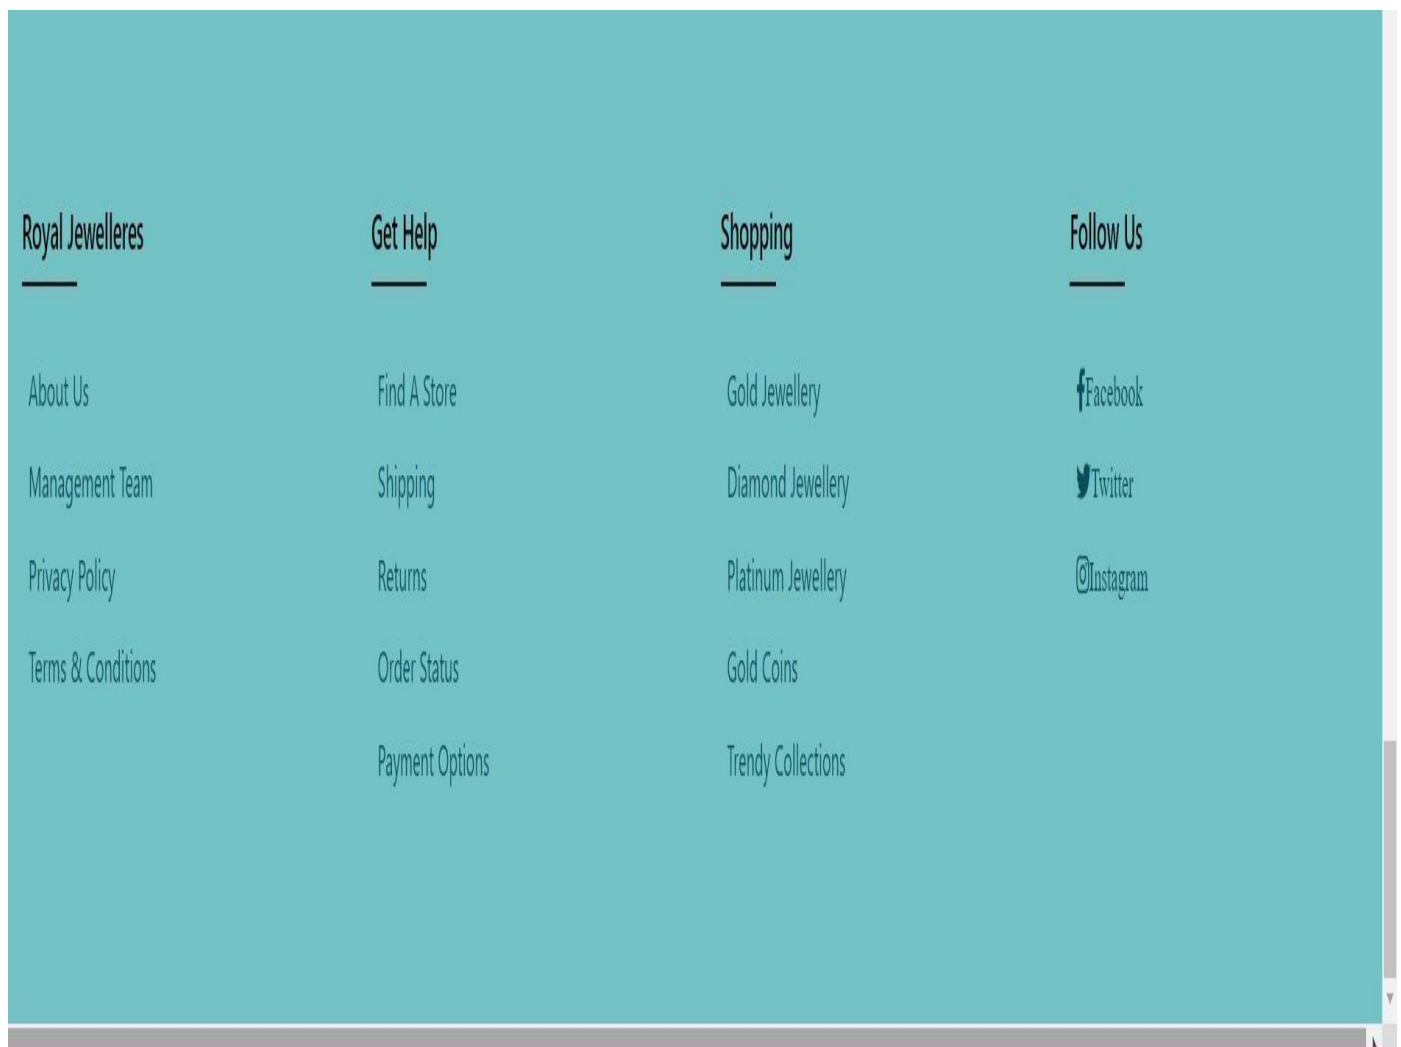 Royal Jewelleres
About Us
Management Team
Privacy Policy
Terms & Conditions
Get Help
Find A Store
Shipping
Returns
Order Status
Payment Options
Shopping
Gold Jewellery
Diamond Jewellery
Platinum Jewellery
Gold Coins
Trendy Collections
Follow Us
Facebook
Twitter
Instagram